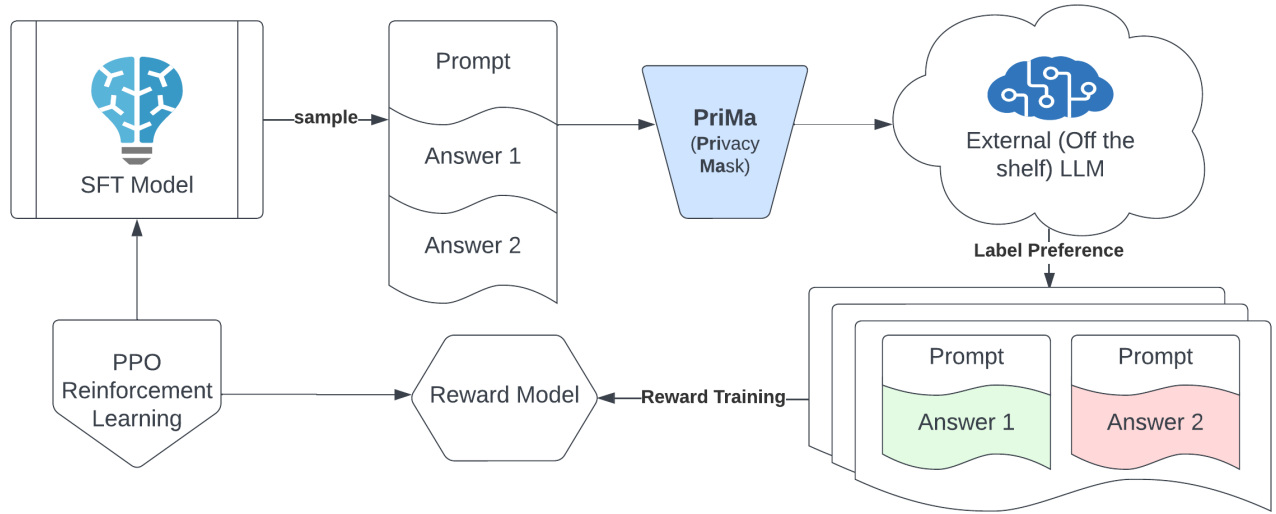 SFT Model
sample
Prompt
Answer 1
Answer 2
PriMa
(Privacy
Mask)
External (Off the
shelf) LLM
Label Preference
Prompt
Answer 1
Prompt
Answer 2
Reward Training
Reward Model
PPO
Reinforcement
Learning